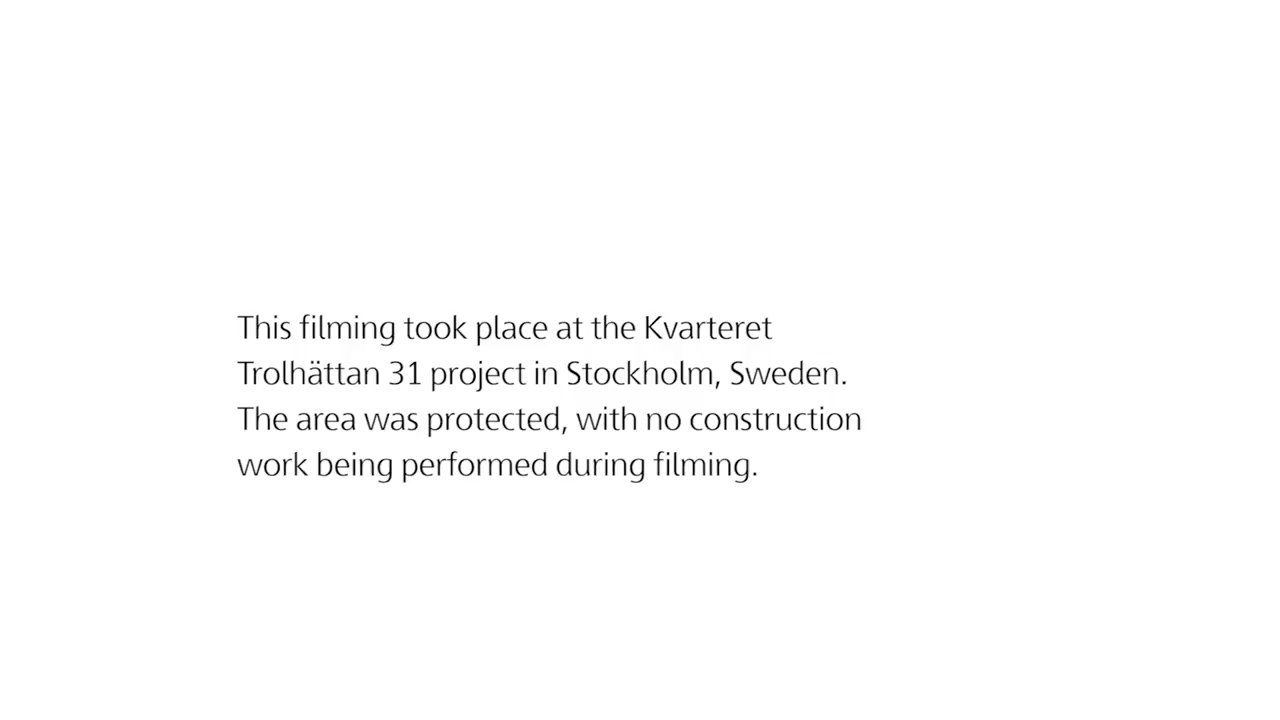 This filming took place at the Kvarteret
Trolhättan 31 project in Stockholm, Sweden.
The area was protected, with no construction
work being performed during filming.